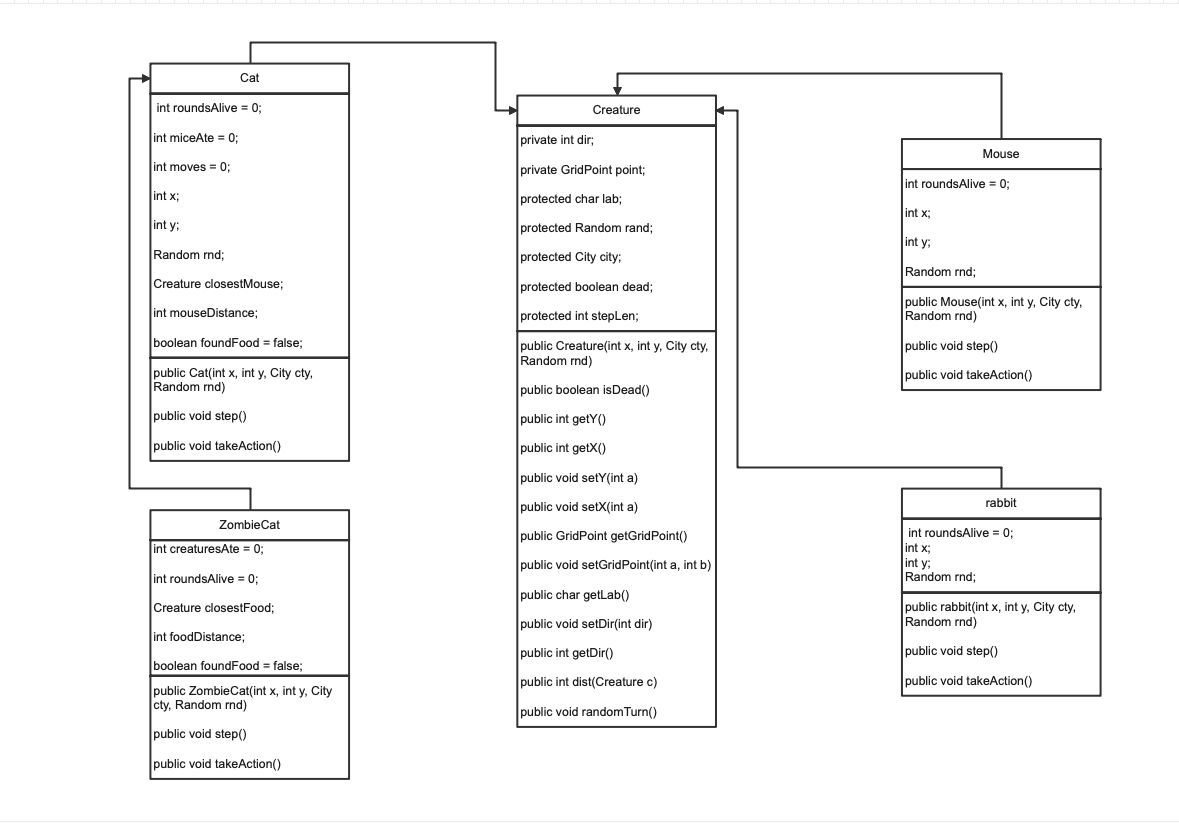 Cat
int roundsAlive = 0;
int miceAte = 0;
int moves = 0;
int x;
int y;
Random rnd;
Creature closestMouse;
int mouseDistance;
boolean foundFood = false;
public Cat(int x, int y, City cty,
Random rnd)
public void step()
public void takeAction()
ZombieCat
int creaturesAte = 0;
int roundsAlive = 0;
Creature closestFood;
int foodDistance;
boolean foundFood = false;
public ZombieCat(int x, int y, City
cty, Random rnd)
public void step()
public void takeAction()
Creature
private int dir;
private GridPoint point;
protected char lab;
protected Random rand;
protected City city;
protected boolean dead;
protected int stepLen;
public Creature(int x, int y, City cty,
Random rnd)
public boolean isDead()
public int getY()
public int getX()
public void setY(int a)
public void setX(int a)
public GridPoint getGridPoint()
public void setGridPoint(int a, int b)
public char getLab()
public void setDir(int dir)
public int getDir()
public int dist(Creature c)
public void randomTurn()
Mouse
int roundsAlive = 0;
int x;
int y;
Random rnd;
public Mouse(int x, int y, City cty,
Random rnd)
public void step()
public void takeAction()
rabbit
int roundsAlive = 0;
int x;
int y;
Random rnd;
public rabbit(int x, int y, City cty,
Random rnd)
public void step()
public void takeAction()